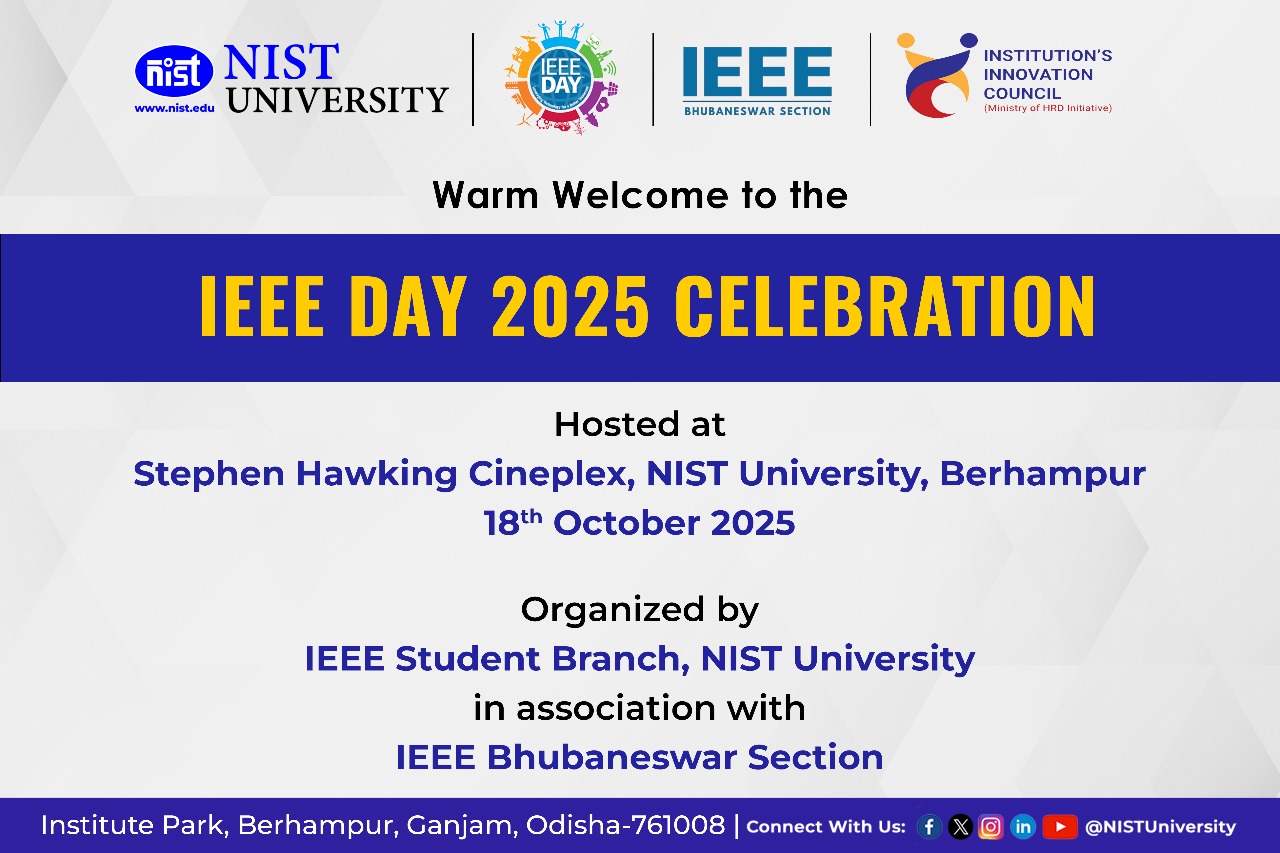 nist
www.nist.edu
NIST
UNIVERSITY
IEEE
DAY
IEEE
BHUBANESWAR SECTION
INSTITUTION'S
INNOVATION
COUNCIL
(Ministry of HRD Initiative)
Warm Welcome to the
IEEE DAY 2025 CELEBRATION
Hosted at
Stephen Hawking Cineplex, NIST University, Berhampur
18th October 2025
Organized by
IEEE Student Branch, NIST University
in association with
IEEE Bhubaneswar Section
Institute Park, Berhampur, Ganjam, Odisha-761008 | Connect With Us: @NISTUniversity